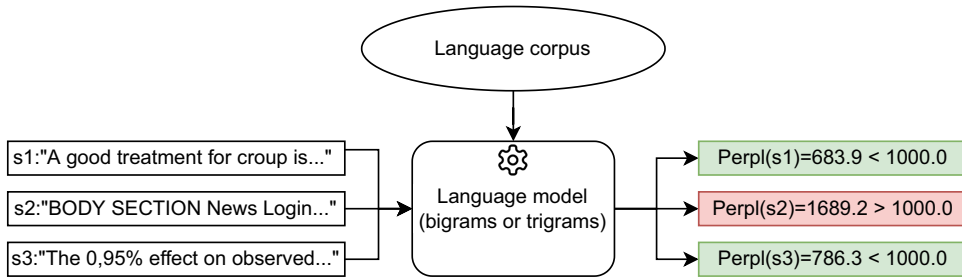 Language corpus
s1:"A good treatment for croup is..."
s2:"BODY SECTION News Login..."
s3:"The 0,95% effect on observed..."
Language model
(bigrams or trigrams)
Perpl(s1)=683.9 < 1000.0
Perpl(s2)=1689.2 > 1000.0
Perpl(s3)=786.3 < 1000.0